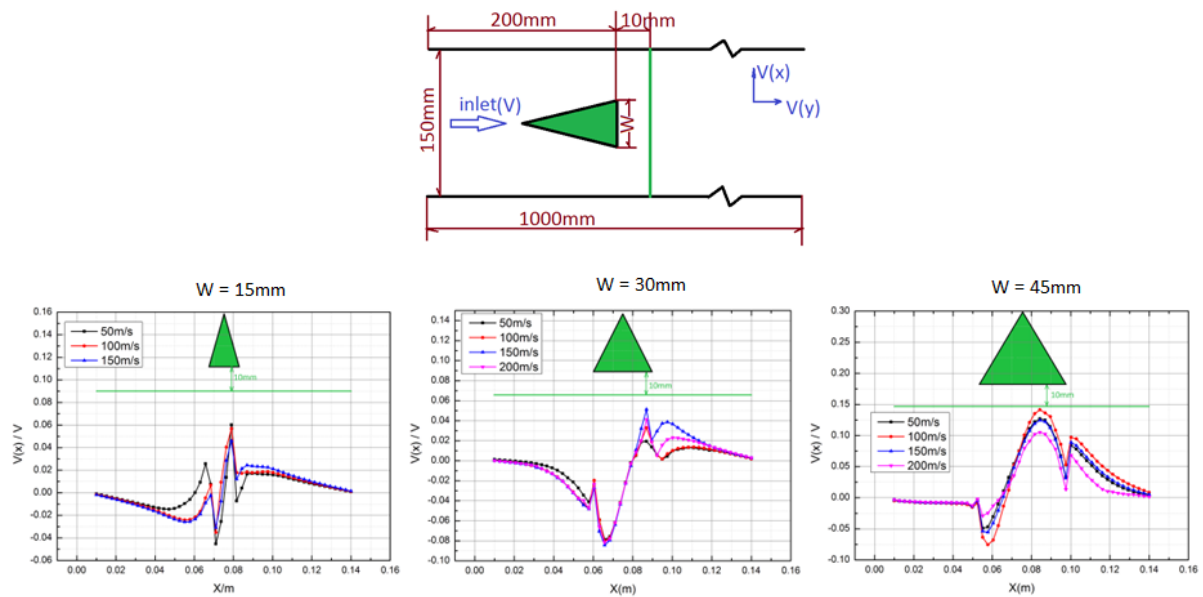 200mm
10mm
150mm
inlet(V)
W
V(x)
V(y)
1000mm
W = 15mm
0.16
0.14
0.12
0.10
0.08
0.06
0.04
0.02
0.00
-0.02
-0.04
-0.06
V(x) / V
50m/s
100m/s
150m/s
10mm
0.00 0.02 0.04 0.06 0.08 0.10 0.12 0.14 0.16
X/m
W = 30mm
0.14
0.12
0.10
0.08
0.06
0.04
0.02
0.00
-0.02
-0.04
-0.06
-0.08
-0.10
V(x) / V
50m/s
100m/s
150m/s
200m/s
10mm
0.00 0.02 0.04 0.06 0.08 0.10 0.12 0.14 0.16
X(m)
W = 45mm
0.30
0.25
0.20
0.15
0.10
0.05
0.00
-0.05
-0.10
V(x) / V
10mm
50m/s
100m/s
150m/s
200m/s
0.00 0.02 0.04 0.06 0.08 0.10 0.12 0.14 0.16
X(m)